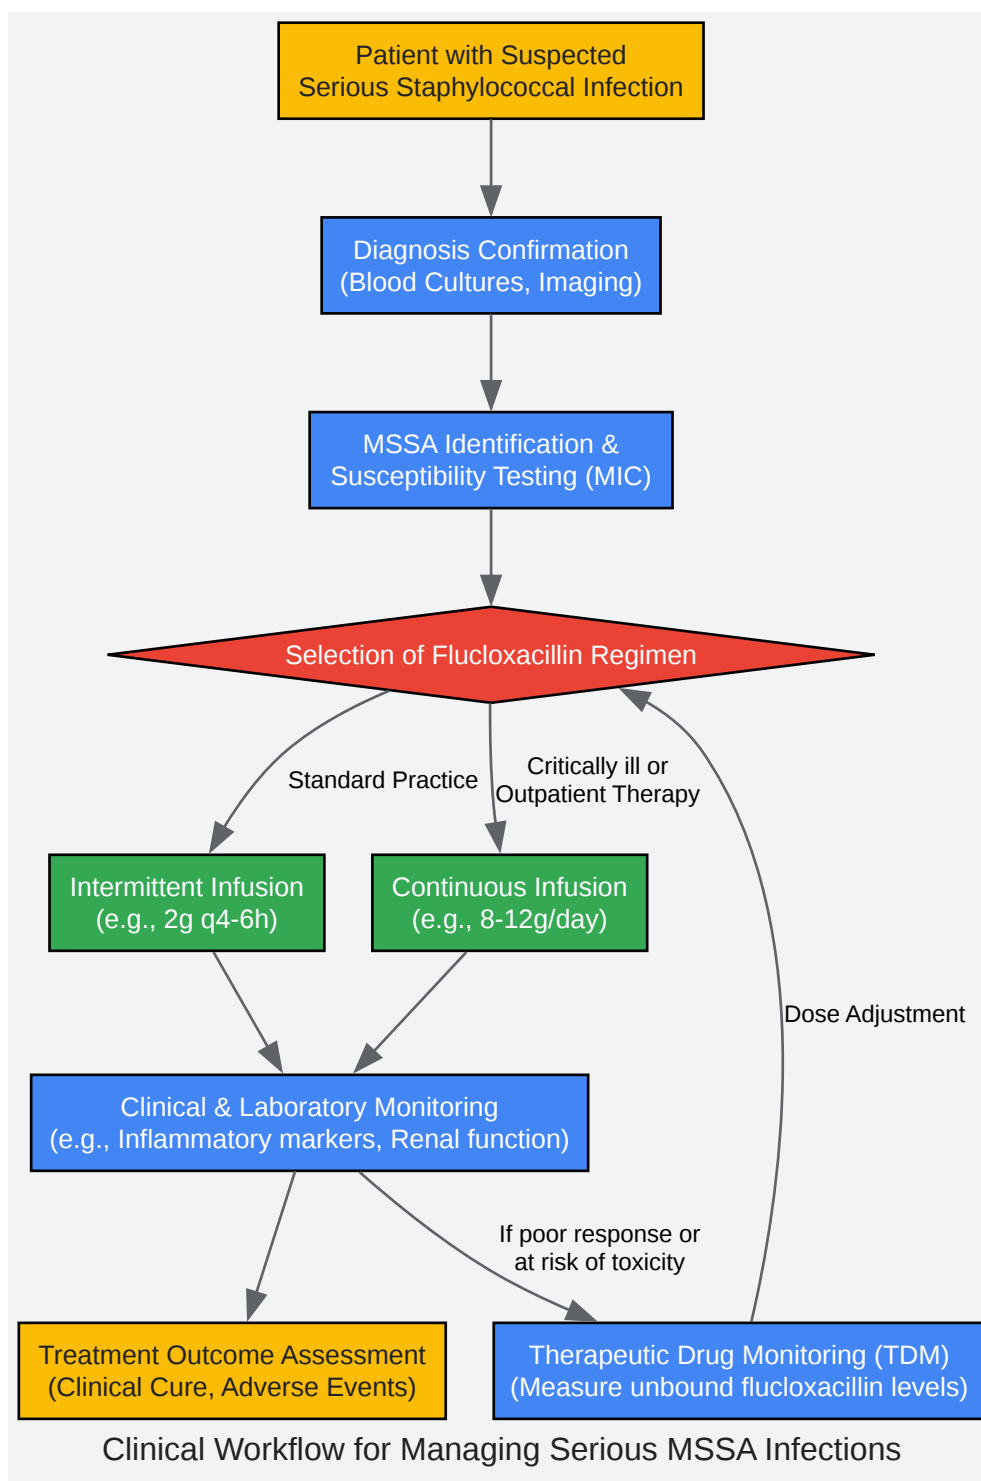 Patient with Suspected
Serious Staphylococcal Infection
Diagnosis Confirmation
(Blood Cultures, Imaging)
MSSA Identification &
Susceptibility Testing (MIC)
Selection of Flucloxacillin Regimen
Standard Practice
Critically ill or
Outpatient Therapy
Intermittent Infusion
(e.g., 2g q4-6h)
Continuous Infusion
(e.g., 8-12g/day)
Dose Adjustment
Clinical & Laboratory Monitoring
(e.g., Inflammatory markers, Renal function)
If poor response or
at risk of toxicity
Treatment Outcome Assessment
(Clinical Cure, Adverse Events)
Therapeutic Drug Monitoring (TDM)
(Measure unbound flucloxacillin levels)
Clinical Workflow for Managing Serious MSSA Infections